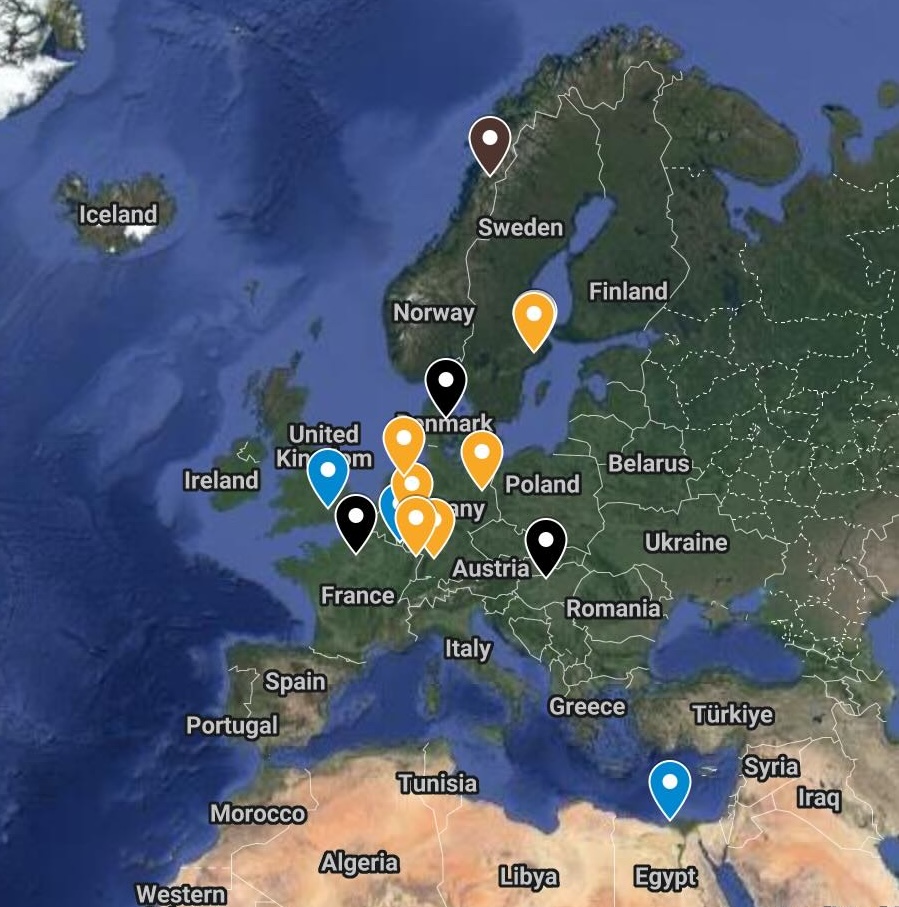 Iceland
Sweden
Finland
Norway
Denmark
United
Kingdom
Ireland
Belarus
Poland
any
Ukraine
Austria
France
Romania
Italy
Spain
Greece
Türkiye
Portugal
Syria
Tunisia
Iraq
Morocco
Algeria
Libya
Egypt
Western